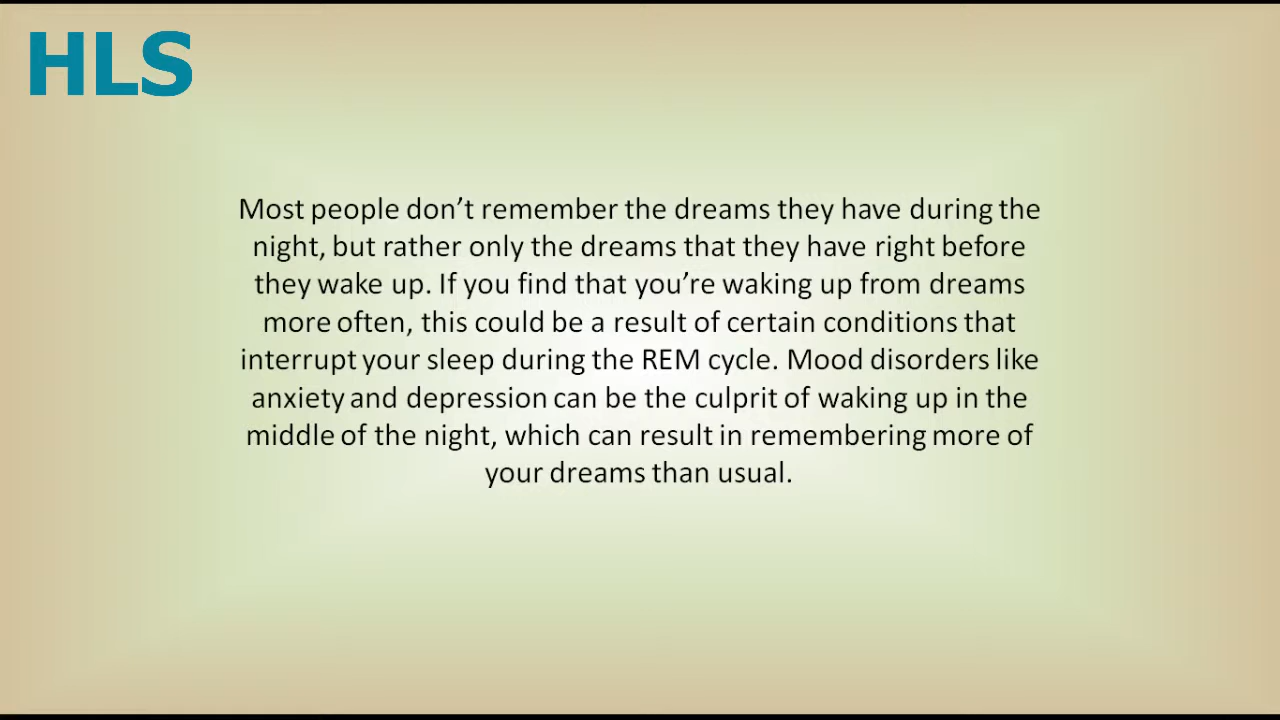 HLS
Most people don’t remember the dreams they have during the
night, but rather only the dreams that they have right before
they wake up. If you find that you’re waking up from dreams
more often, this could be a result of certain conditions that
interrupt your sleep during the REM cycle. Mood disorders like
anxiety and depression can be the culprit of waking up in the
middle of the night, which can result in remembering more of
your dreams than usual.